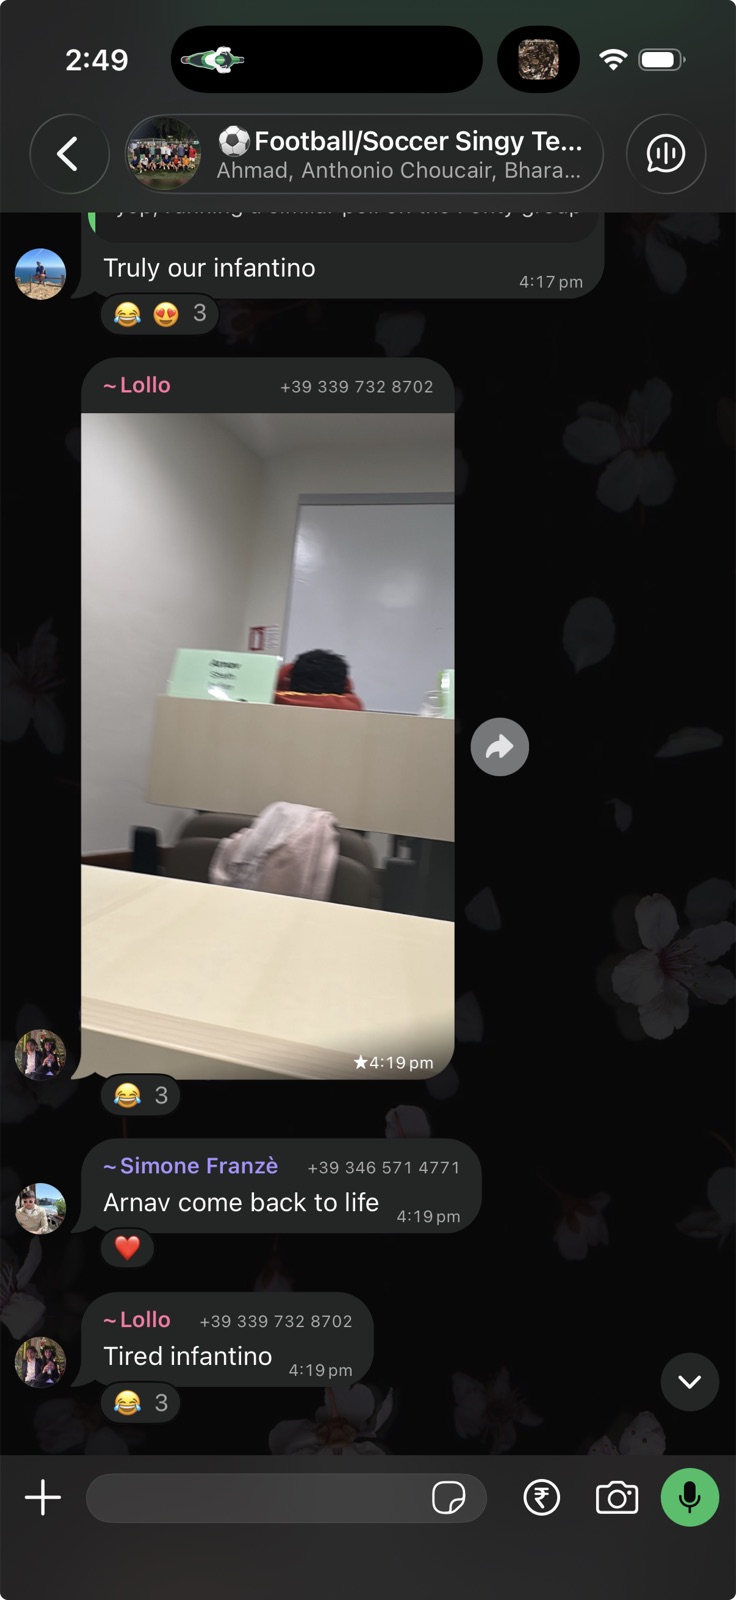 2:49
⚽Football/Soccer Singy Te...
Ahmad, Anthonio Choucair, Bhara...
Truly our infantino
4:17 pm
😂 😍 3
~Lollo +39 339 732 8702
Arnav
★4:19 pm
😂 3
~Simone Franzè +39 346 571 4771
Arnav come back to life 4:19 pm
❤️
~Lollo +39 339 732 8702
Tired infantino 4:19 pm
😂 3
₹